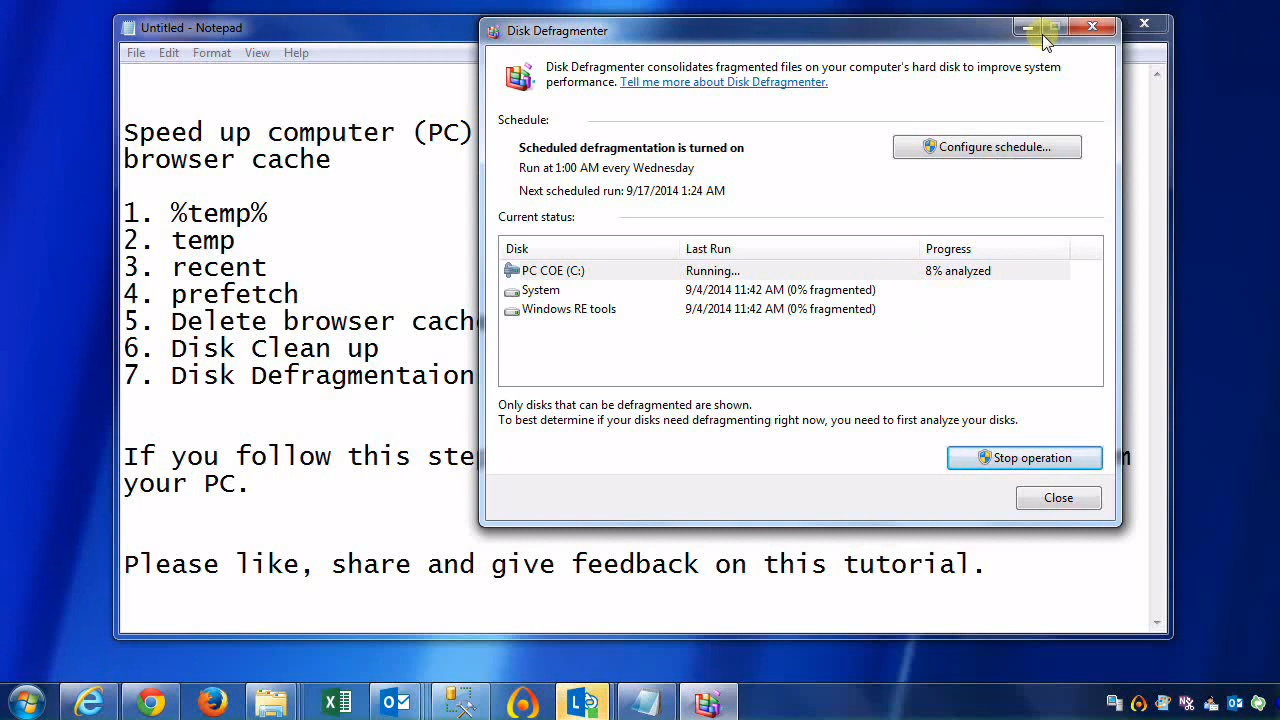 Untitled - Notepad
File Edit Format View Help
Speed up computer (PC)
browser cache
1. %temp%
2. temp
3. recent
4. prefetch
5. Delete browser cache
6. Disk Clean up
7. Disk Defragmentaion
If you follow this
your PC.
Please like, share and give feedback on this tutorial.
Disk Defragmenter
Disk Defragmenter consolidates fragmented files on your computer's hard disk to improve system
performance. Tell me more about Disk Defragmenter.
Schedule:
Scheduled defragmentation is turned on
Configure schedule...
Run at 1:00 AM every Wednesday
Next scheduled run: 9/17/2014 1:24 AM
Current status:
Disk Last Run Progress
PC COE (C:) Running... 8% analyzed
System 9/4/2014 11:42 AM (0% fragmented)
Windows RE tools 9/4/2014 11:42 AM (0% fragmented)
Only disks that can be defragmented are shown.
To best determine if your disks need defragmenting right now, you need to first analyze your disks.
Stop operation
Close